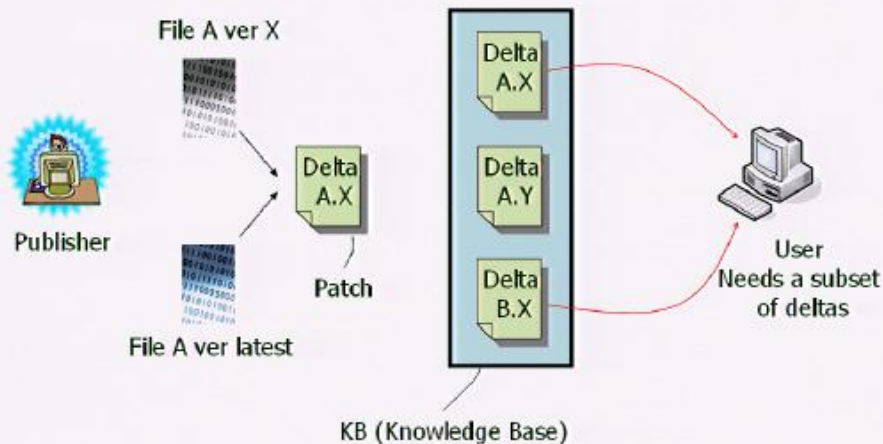 File A ver X
Publisher
File A ver latest
Delta
A.X
Patch
Delta
A.X
Delta
A.Y
Delta
B.X
KB (Knowledge Base)
User
Needs a subset
of deltas